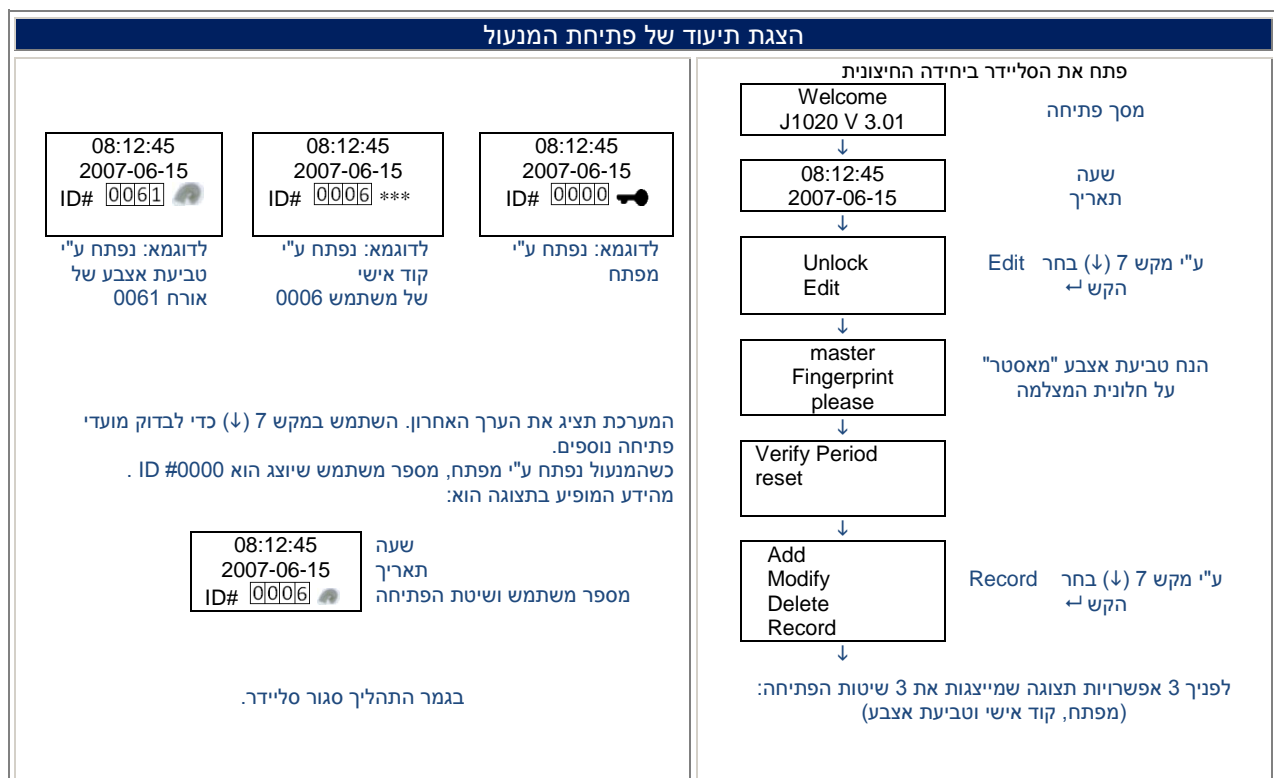 הצגת תיעוד של פתיחת המנעול
פתח את הסליידר ביחידה החיצונית
Welcome
J1020 V 3.01
מסך פתיחה
↓
08:12:45
2007-06-15
שעה
תאריך
↓
Unlock
Edit
ע"י מקש 7 (↓) בחר Edit
הקש ↵
↓
master
Fingerprint
please
הנח טביעת אצבע "מאסטר"
על חלונית המצלמה
↓
Verify Period
reset
↓
Add
Modify
Delete
Record
ע"י מקש 7 (↓) בחר Record
הקש ↵
↓
לפניך 3 אפשרויות תצוגה שמייצגות את 3 שיטות הפתיחה:
(מפתח, קוד אישי וטביעת אצבע)
08:12:45
2007-06-15
ID# 0000
לדוגמא: נפתח ע"י
מפתח
08:12:45
2007-06-15
ID# 0006 ***
לדוגמא: נפתח ע"י
קוד אישי
של משתמש 0006
08:12:45
2007-06-15
ID# 0061
לדוגמא: נפתח ע"י
טביעת אצבע של
אורח 0061
המערכת תציג את הערך האחרון. השתמש במקש 7 (↓) כדי לבדוק מועדי
פתיחה נוספים.
כשהמנעול נפתח ע"י מפתח, מספר משתמש שיוצג הוא ID #0000 .
מהידע המופיע בתצוגה הוא:
08:12:45
2007-06-15
ID# 0006
שעה
תאריך
מספר משתמש ושיטת הפתיחה
בגמר התהליך סגור סליידר.